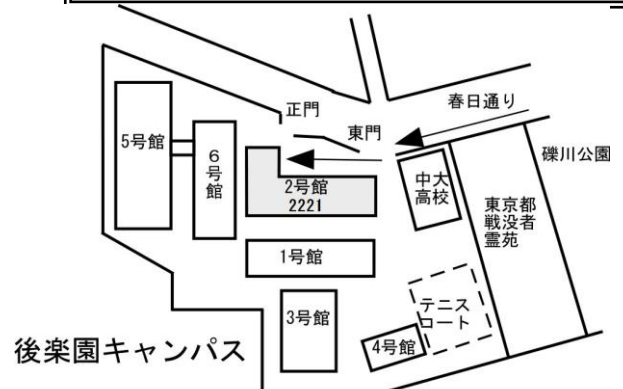 正門
春日通り
東門
5号館
6
号
館
2号館
2221
中大
高校
礫川公園
東京都
戦没者
霊苑
1号館
3号館
テニス
コート
4号館
後楽園キャンパス